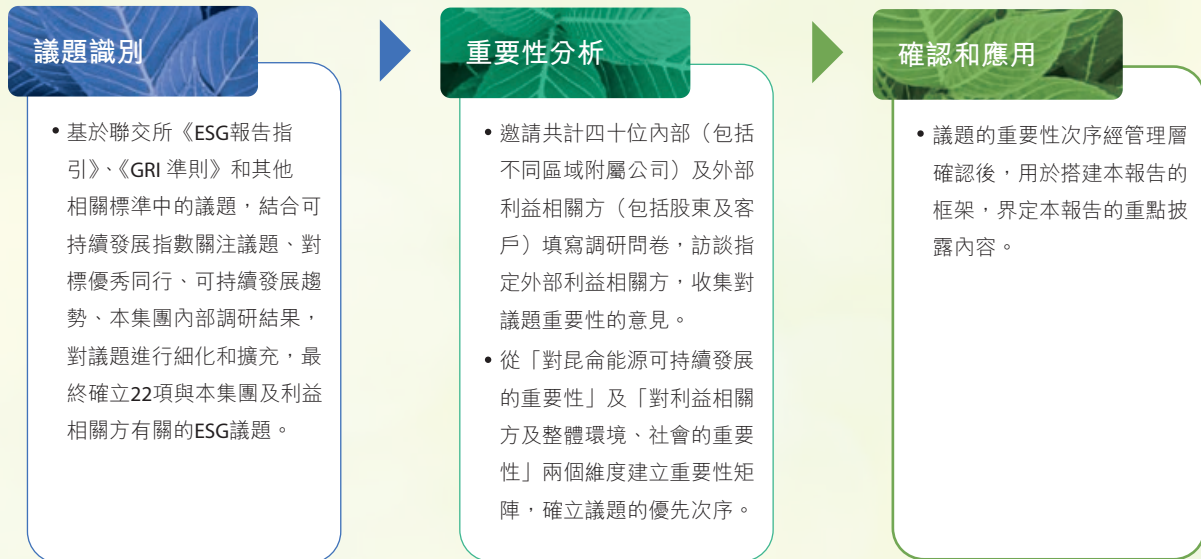 議題識別
• 基於聯交所《ESG報告指
引》、《GRI 準則》和其他
相關標準中的議題，結合可
持續發展指數關注議題、對
標優秀同行、可持續發展趨
勢、本集團內部調研結果，
對議題進行細化和擴充，最
終確立22項與本集團及利益
相關方有關的ESG議題。
重要性分析
• 邀請共計四十位內部（包括
不同區域附屬公司）及外部
利益相關方（包括股東及客
戶）填寫調研問卷，訪談指
定外部利益相關方，收集對
議題重要性的意見。
• 從「對昆侖能源可持續發展
的重要性」及「對利益相關
方及整體環境、社會的重要
性」兩個維度建立重要性矩
陣，確立議題的優先次序。
確認和應用
• 議題的重要性次序經管理層
確認後，用於搭建本報告的
框架，界定本報告的重點披
露內容。